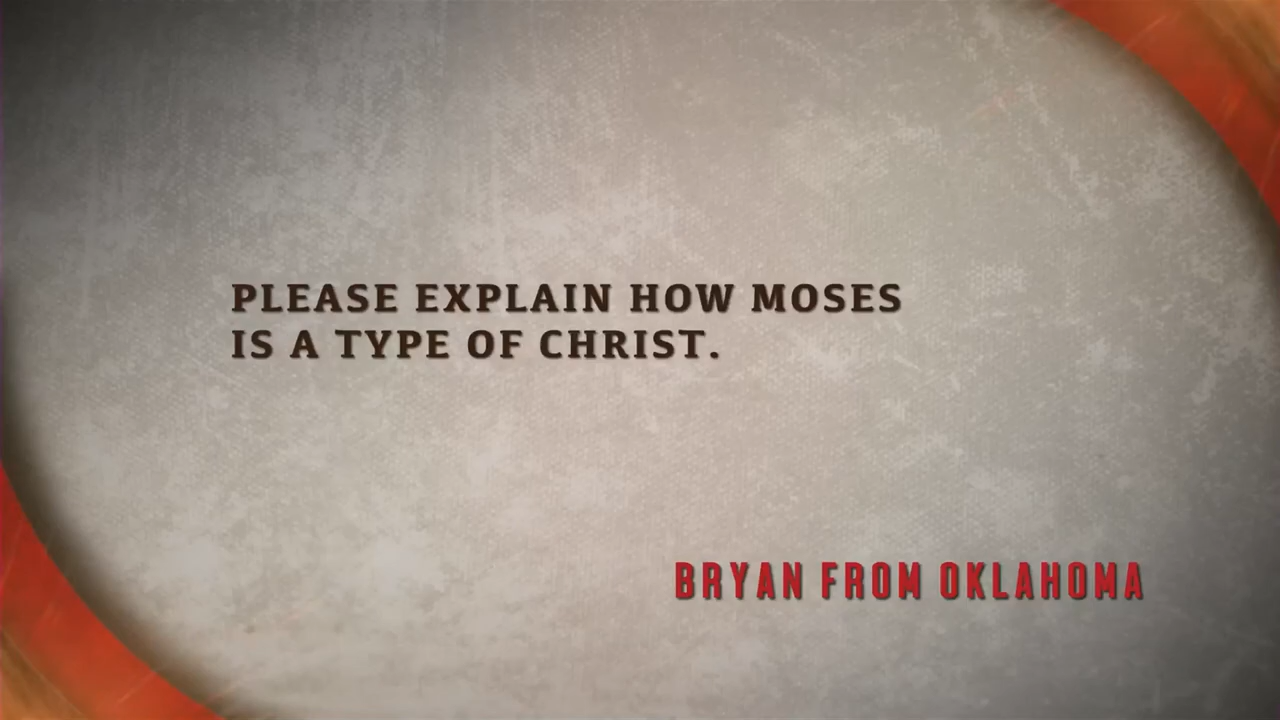 PLEASE EXPLAIN HOW MOSES
IS A TYPE OF CHRIST.
BRYAN FROM OKLAHOMA